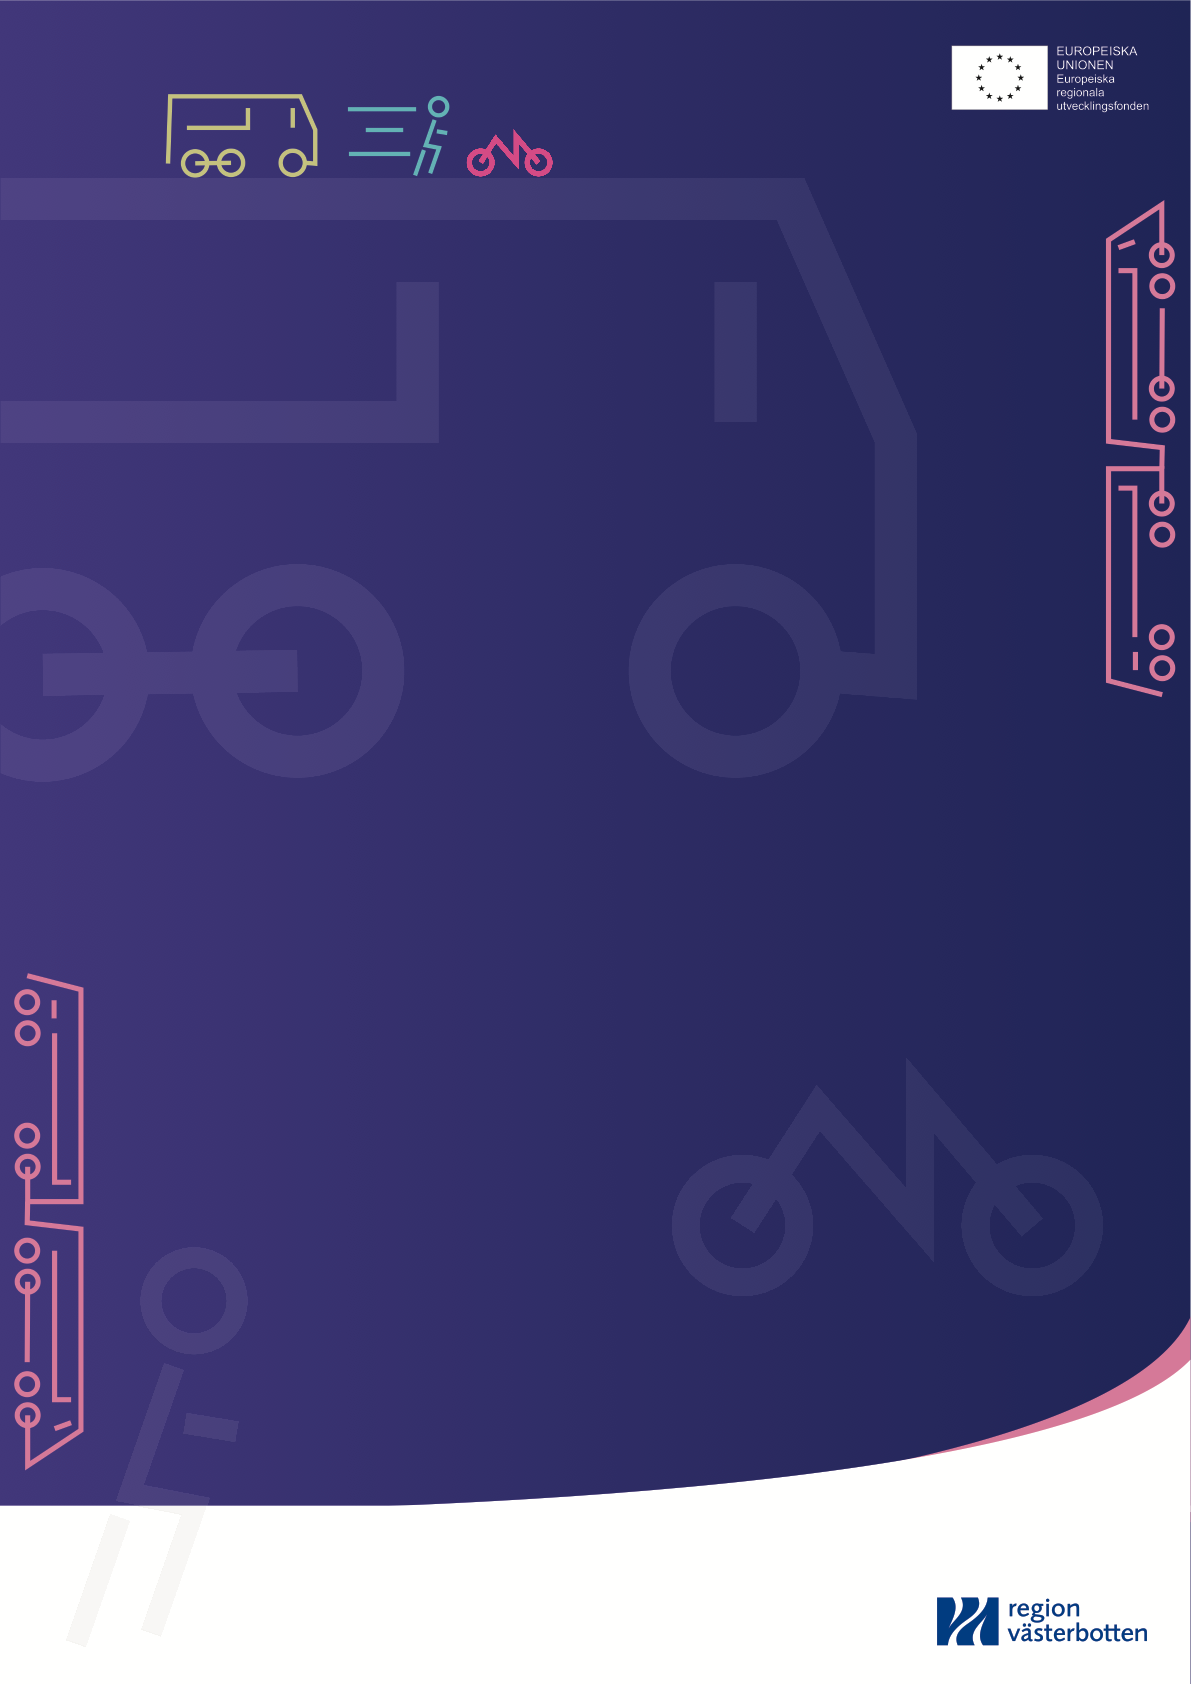 EUROPEISKA
UNIONEN
Europeiska
regionala
utvecklingsfonden
region
västerbotten